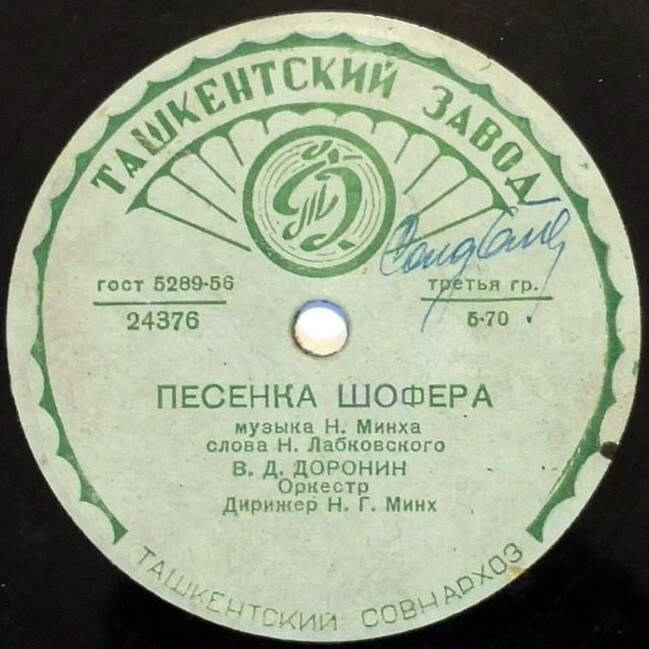 ТАШКЕНТСКИЙ ЗАВОД
гост 5289-56
24376
третья гр.
5-70
ПЕСЕНКА ШОФЕРА
музыка Н. Минха
слова Н. Лабковского
В. Д. ДОРОНИН
Оркестр
Дирижер Н. Г. Минх
ТАШКЕНТСКИЙ СОВНАРХОЗ